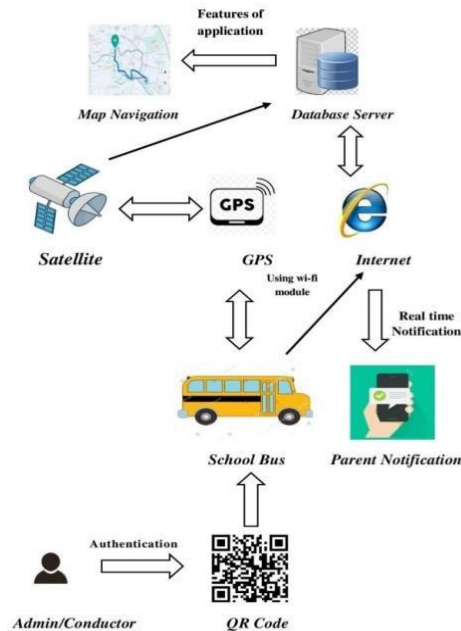 Features of
application
Map Navigation
Database Server
GPS
Satellite
GPS
Internet
Using wi-fi
module
Real time
Notification
School Bus
Parent Notification
Authentication
Admin/Conductor
QR Code